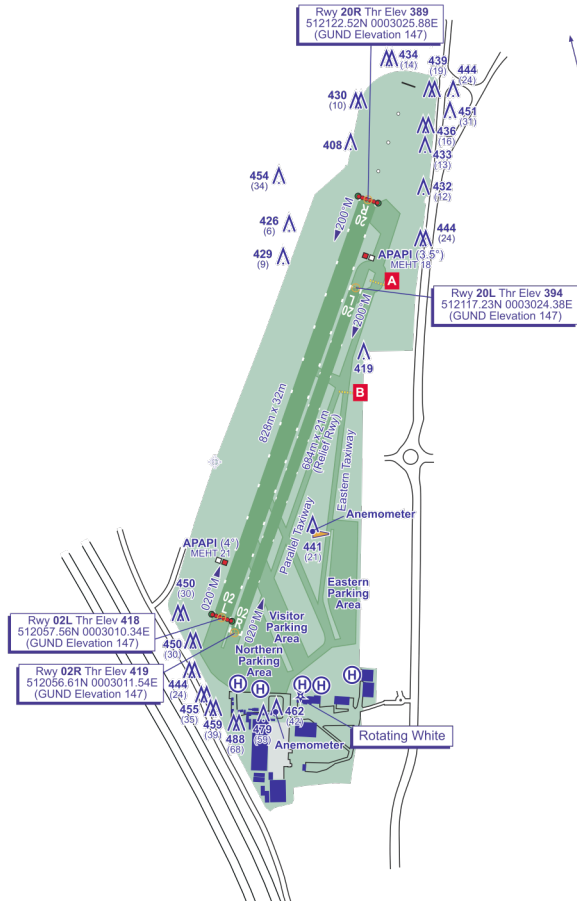 Rwy 20R Thr Elev 389
512122.52N 0003025.88E
(GUND Elevation 147)
434
(14)
439
(19)
444
(24)
430
(10)
451
(31)
436
(16)
408
433
(13)
454
(34)
432
(12)
200°M
R
20
426
(6)
444
(24)
429
(9)
APAPI (3.5°)
MEHT 18
A
L
20
Rwy 20L Thr Elev 394
512117.23N 0003024.38E
(GUND Elevation 147)
200°M
419
B
828m x 32m
684m x 21m
(Relief Rwy)
Eastern Taxiway
Parallel Taxiway
Anemometer
441
(21)
APAPI (4°)
MEHT 21
020°M
450
(30)
02
L
02
R
020°M
Eastern
Parking
Area
Visitor
Parking
Area
Rwy 02L Thr Elev 418
512057.56N 0003010.34E
(GUND Elevation 147)
450
(30)
Northern
Parking
Area
Rwy 02R Thr Elev 419
512056.61N 0003011.54E
(GUND Elevation 147)
444
(24)
H
H
H
H
H
455
(35)
459
(39)
488
(68)
479
(59)
462
(42)
Anemometer
Rotating White